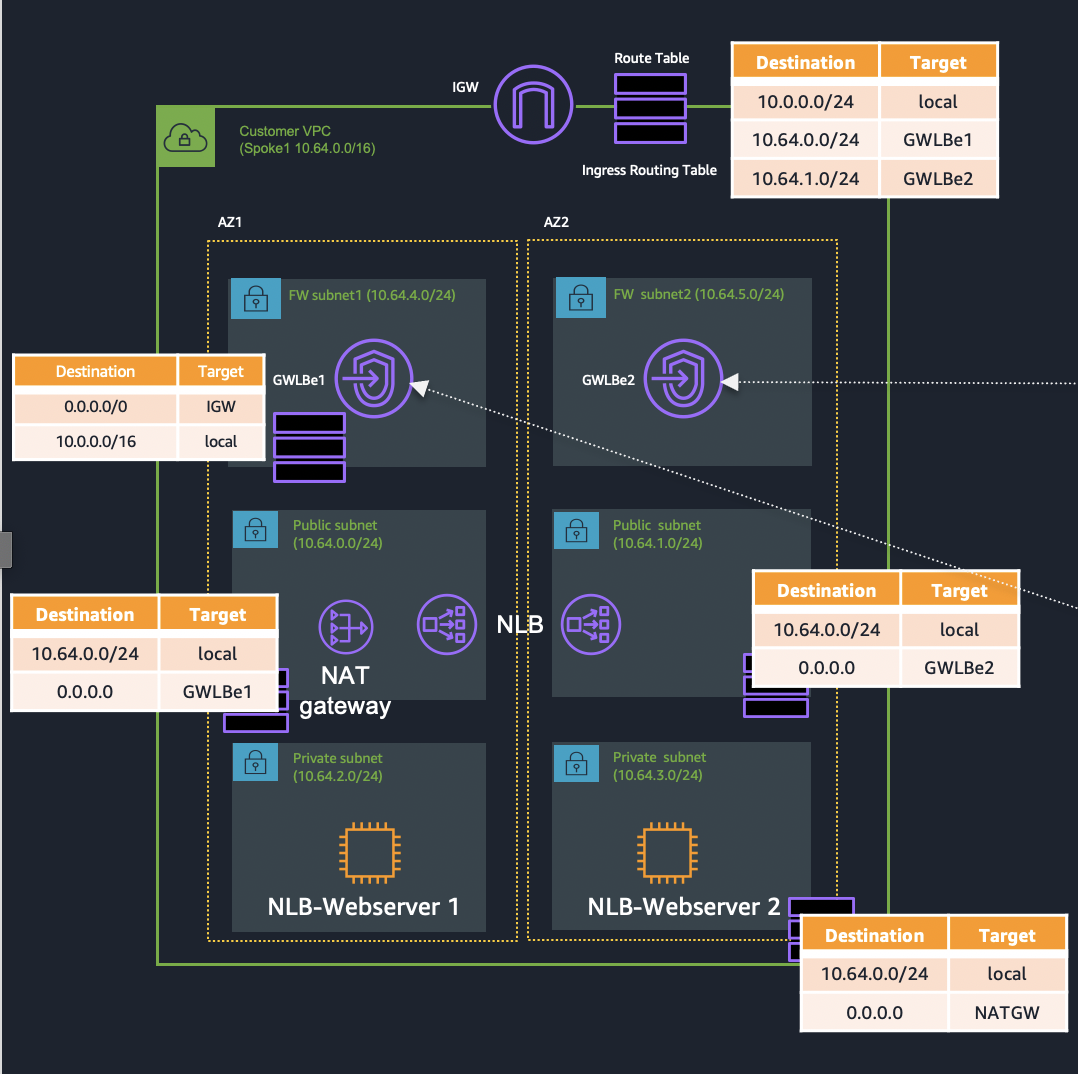 IGW
Route Table
Ingress Routing Table
Destination Target
10.0.0.0/24 local
10.64.0.0/24 GWLBe1
10.64.1.0/24 GWLBe2
Customer VPC
(Spoke1 10.64.0.0/16)
AZ1
AZ2
FW subnet1 (10.64.4.0/24)
FW subnet2 (10.64.5.0/24)
GWLBe1
GWLBe2
Destination Target
0.0.0.0/0 IGW
10.0.0.0/16 local
Public subnet
(10.64.0.0/24)
Public subnet
(10.64.1.0/24)
NLB
NAT
gateway
Destination Target
10.64.0.0/24 local
0.0.0.0 GWLBe1
Destination Target
10.64.0.0/24 local
0.0.0.0 GWLBe2
Private subnet
(10.64.2.0/24)
Private subnet
(10.64.3.0/24)
NLB-Webserver 1
NLB-Webserver 2
Destination Target
10.64.0.0/24 local
0.0.0.0 NATGW